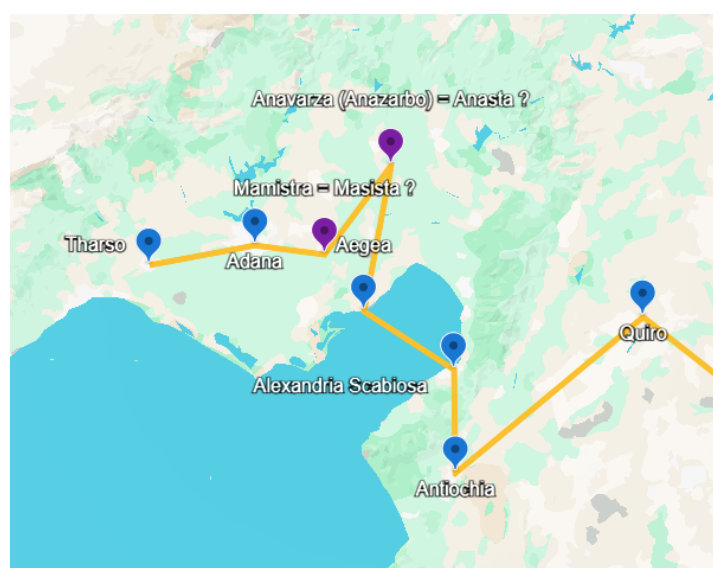 Anavarza (Anazarbo) = Anasta ?
Mamistra = Masista ?
Tharso
Adana
Aegea
Quiro
Alexandria Scabiosa
Antiochia